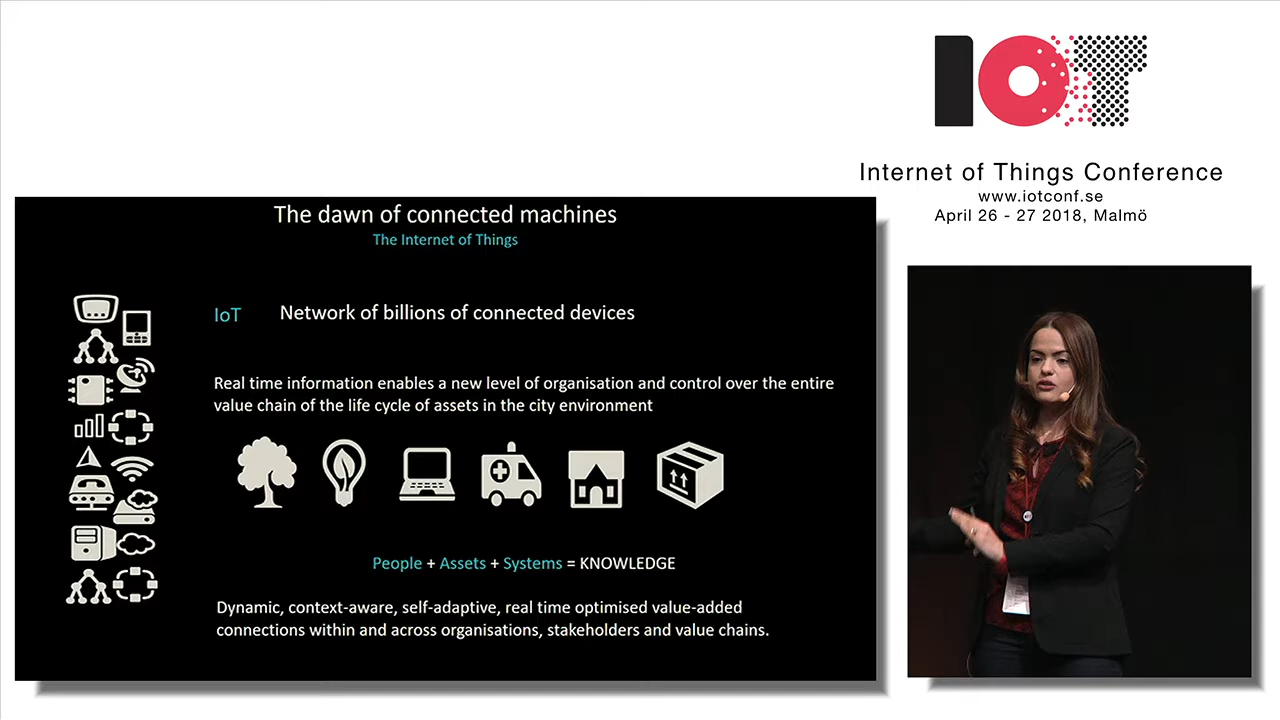 IOT
Internet of Things Conference
www.iotconf.se
April 26 - 27 2018, Malmö
The dawn of connected machines
The Internet of Things
IoT Network of billions of connected devices
Real time information enables a new level of organisation and control over the entire
value chain of the life cycle of assets in the city environment
People + Assets + Systems = KNOWLEDGE
Dynamic, context-aware, self-adaptive, real time optimised value-added
connections within and across organisations, stakeholders and value chains.